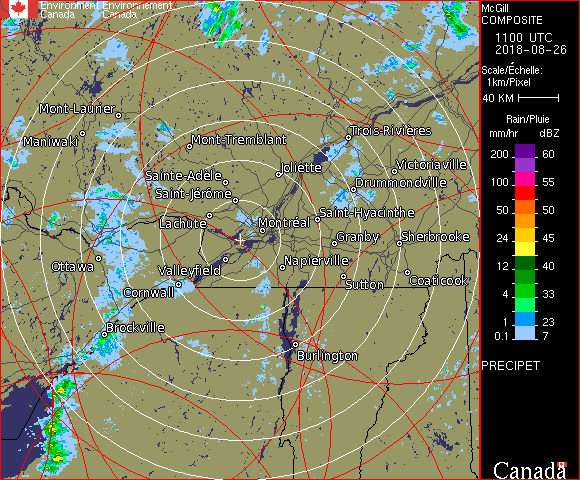 Environment Environnement
Canada Canada
Mont-Laurier
Maniwaki
Mont-Tremblant
Trois-Rivières
Sainte-Adèle
Joliette
Victoriaville
Drummondville
Saint-Jérôme
Lachute
Montréal
Saint-Hyacinthe
Granby
Sherbrooke
Ottawa
Valleyfield
Napierville
Sutton
Coaticook
Cornwall
Brockville
Burlington
McGill
COMPOSITE
1100 UTC
2018-08-26
Scale/Échelle:
1km/Pixel
40 KM
Rain/Pluie
mm/hr dBZ
200 60
100 55
50 50
24 45
12 40
4 33
1 23
0.1 7
PRECIPET
Canada